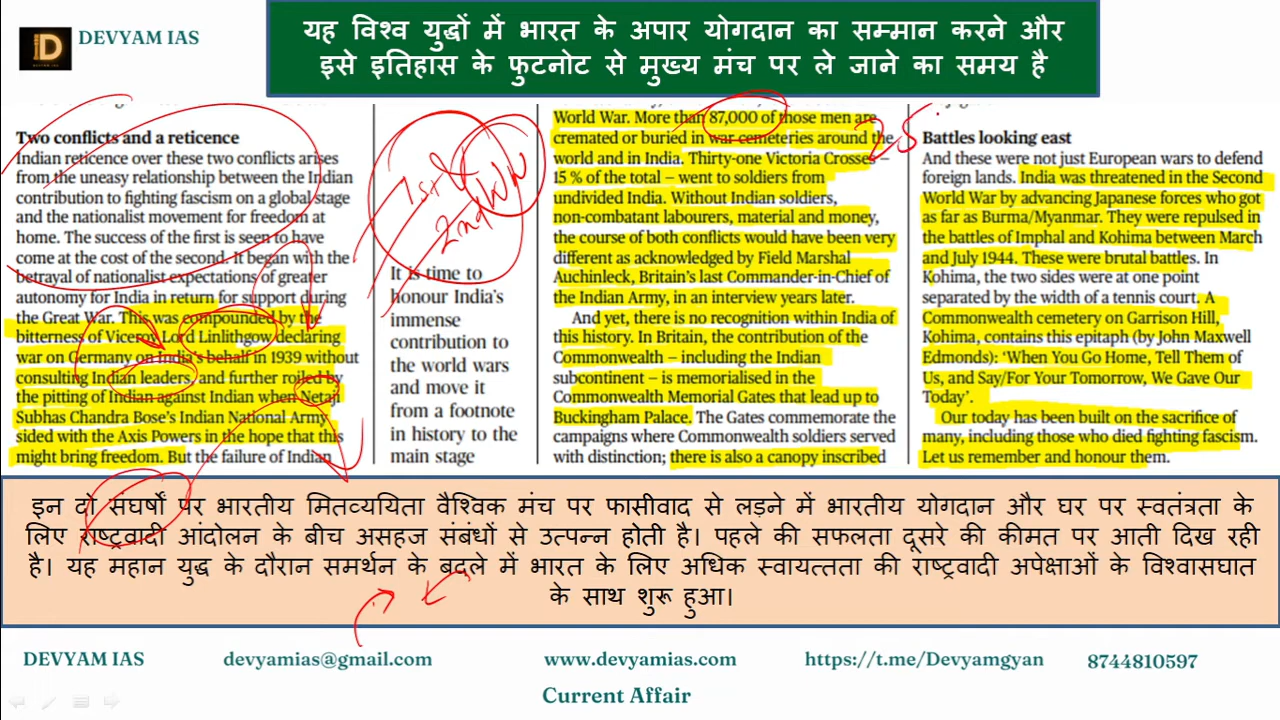 DEVYAM IAS
यह विश्व युद्धों में भारत के अपार योगदान का सम्मान करने और
इसे इतिहास के फुटनोट से मुख्य मंच पर ले जाने का समय है
Two conflicts and a reticence
Indian reticence over these two conflicts arises
from the uneasy relationship between the Indian
contribution to fighting fascism on a global stage
and the nationalist movement for freedom at
home. The success of the first is seen to have
come at the cost of the second. It began with the
betrayal of nationalist expectations of greater
autonomy for India in return for support during
the Great War. This was compounded by the
bitterness of Viceroy Lord Linlithgow declaring
war on Germany on India's behalf in 1939 without
consulting Indian leaders, and further roiled by
the pitting of Indian against Indian when Netaji
Subhas Chandra Bose's Indian National Army
sided with the Axis Powers in the hope that this
might bring freedom. But the failure of Indian
1st &
2nd WW
It is time to
honour India's
immense
contribution to
the world wars
and move it
from a footnote
in history to the
main stage
World War. More than 87,000 of those men are
cremated or buried in war cemeteries around the
world and in India. Thirty-one Victoria Crosses –
15 % of the total – went to soldiers from
undivided India. Without Indian soldiers,
non-combatant labourers, material and money,
the course of both conflicts would have been very
different as acknowledged by Field Marshal
Auchinleck, Britain's last Commander-in-Chief of
the Indian Army, in an interview years later.
And yet, there is no recognition within India of
this history. In Britain, the contribution of the
Commonwealth – including the Indian
subcontinent – is memorialised in the
Commonwealth Memorial Gates that lead up to
Buckingham Palace. The Gates commemorate the
campaigns where Commonwealth soldiers served
with distinction; there is also a canopy inscribed
25
Battles looking east
And these were not just European wars to defend
foreign lands. India was threatened in the Second
World War by advancing Japanese forces who got
as far as Burma/Myanmar. They were repulsed in
the battles of Imphal and Kohima between March
and July 1944. These were brutal battles. In
Kohima, the two sides were at one point
separated by the width of a tennis court. A
Commonwealth cemetery on Garrison Hill,
Kohima, contains this epitaph (by John Maxwell
Edmonds): 'When You Go Home, Tell Them of
Us, and Say/For Your Tomorrow, We Gave Our
Today'.
Our today has been built on the sacrifice of
many, including those who died fighting fascism.
Let us remember and honour them.
इन दो संघर्षों पर भारतीय मितव्ययिता वैश्विक मंच पर फासीवाद से लड़ने में भारतीय योगदान और घर पर स्वतंत्रता के
लिए राष्ट्रवादी आंदोलन के बीच असहज संबंधों से उत्पन्न होती है। पहले की सफलता दूसरे की कीमत पर आती दिख रही
है। यह महान युद्ध के दौरान समर्थन के बदले में भारत के लिए अधिक स्वायत्तता की राष्ट्रवादी अपेक्षाओं के विश्वासघात
के साथ शुरू हुआ।
DEVYAM IAS devyamias@gmail.com www.devyamias.com https://t.me/Devyamgyan 8744810597
Current Affair